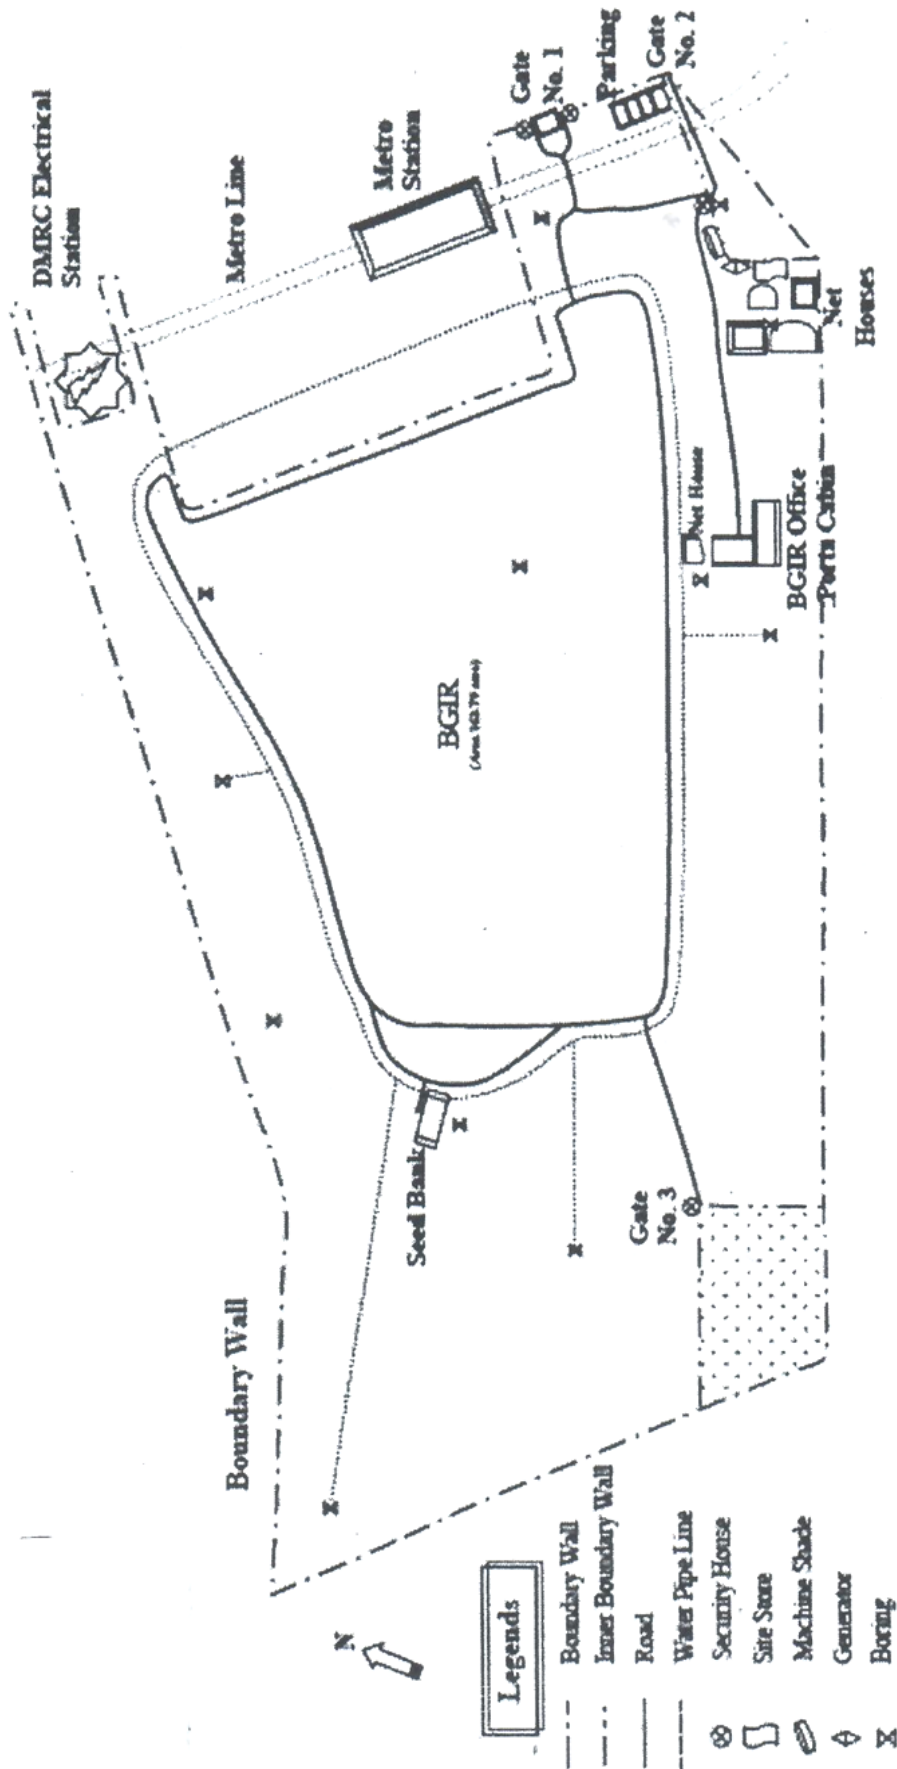 DMRC Electrical
Station
Metro Line
Metro
Station
Gate
No. 1
Parking
Gate
No. 2
Net
Houses
Net House
BGIR Office
Porta Cabin
BGIR
Seed Bank
Gate
No. 3
Boundary Wall
N
Legends
Boundary Wall
Inner Boundary Wall
Road
Water Pipe Line
Security House
Site Store
Machine Shade
Generator
Boring